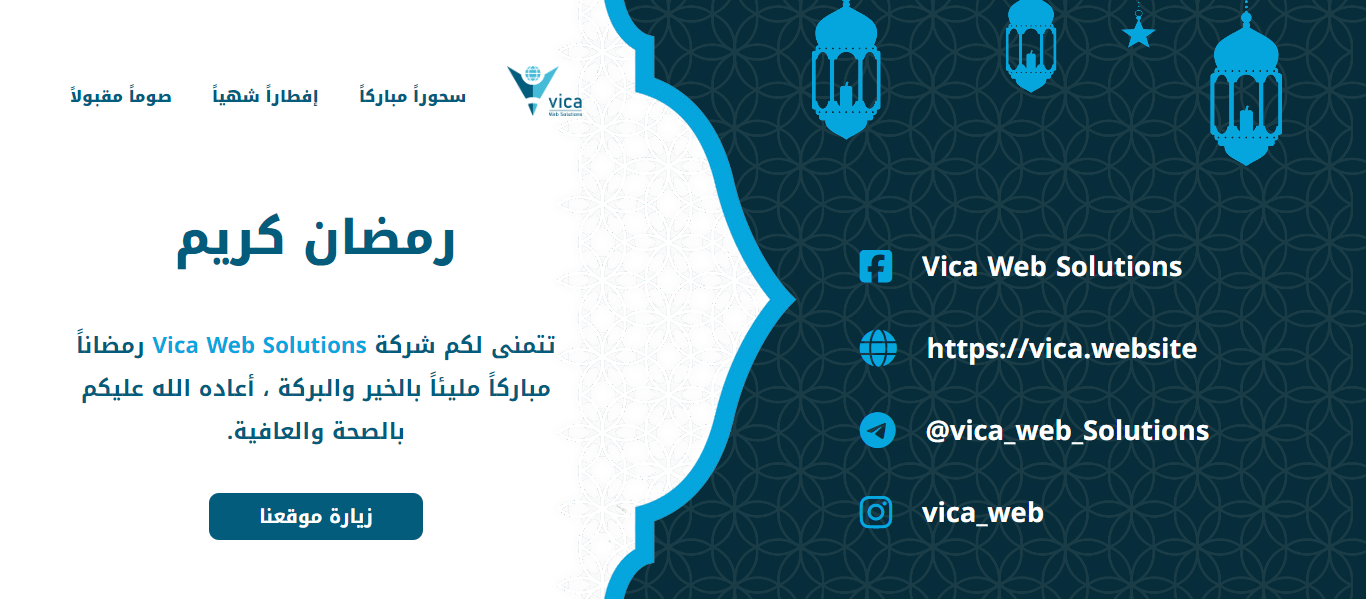 vica
Web Solutions
سحوراً مباركاً
إفطاراً شهياً
صوماً مقبولاً
رمضان كريم
تتمنى لكم شركة Vica Web Solutions رمضاناً
مباركاً مليئاً بالخير والبركة ، أعاده الله عليكم
بالصحة والعافية.
زيارة موقعنا
Vica Web Solutions
https://vica.website
@vica_web_Solutions
vica_web